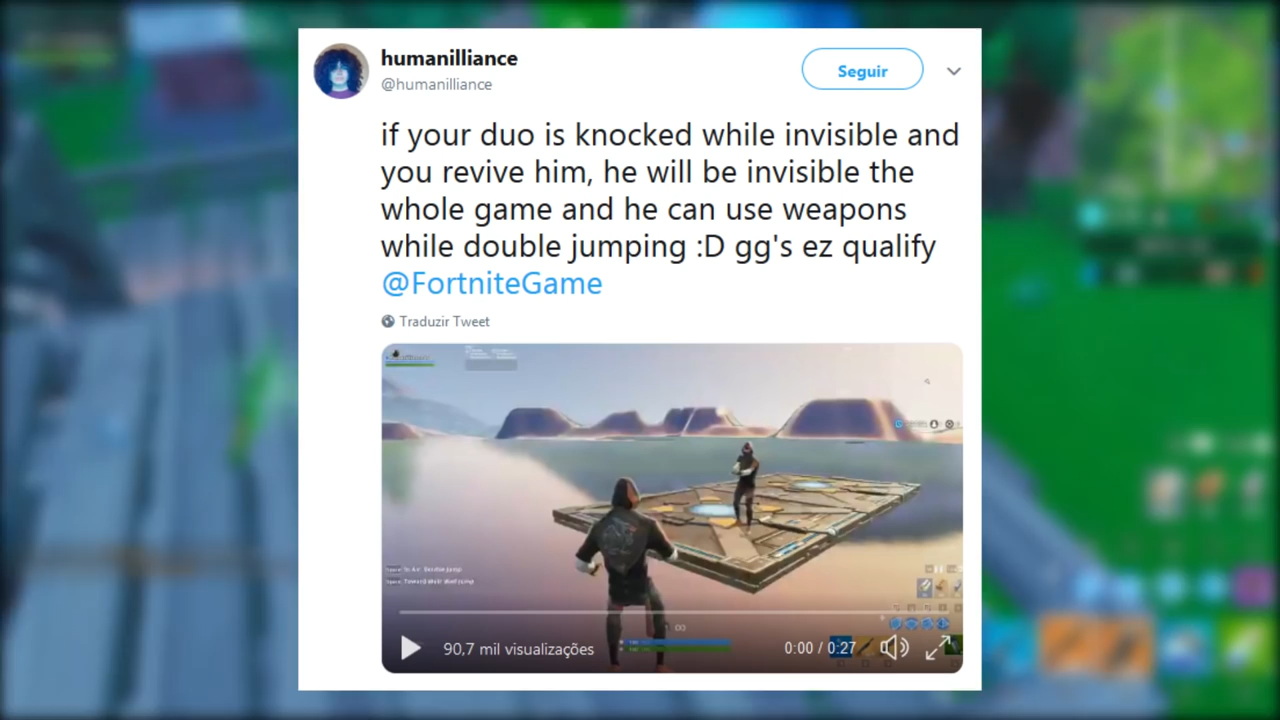 humanilliance
@humanilliance
Seguir
if your duo is knocked while invisible and
you revive him, he will be invisible the
whole game and he can use weapons
while double jumping :D gg's ez qualify
@FortniteGame
Traduzir Tweet
90,7 mil visualizações
0:00 / 0:27